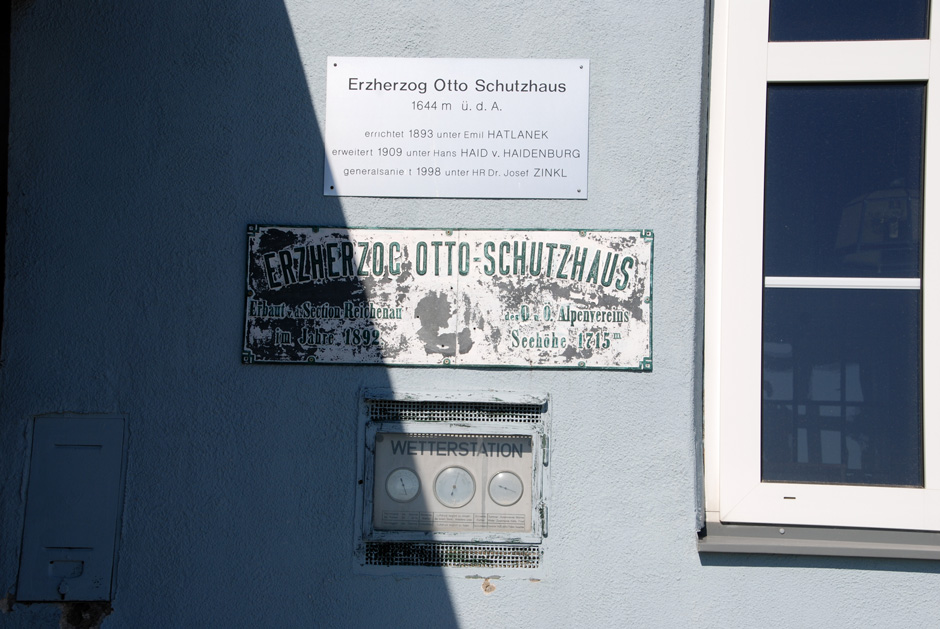 Erzherzog Otto Schutzhaus
1644 m ü. d. A.
errichtet 1893 unter Emil HATLANEK
erweitert 1909 unter Hans HAID v. HAIDENBURG
generalsanie t 1998 unter HR Dr. Josef ZINKL
ERZHERZOG OTTO-SCHUTZHAUS
Erbaut v. d. Section Reichenau des D. u. Ö. Alpenvereins
im Jahre 1892 Seehöhe 1715 m
WETTERSTATION